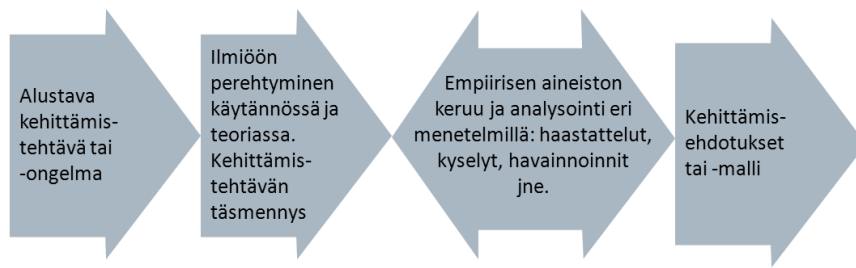 Alustava
kehittämis-
tehtävä tai
-ongelma
Ilmiöön
perehtyminen
käytännössä ja
teoriassa.
Kehittämis-
tehtävän
täsmennys
Empiirisen aineiston
keruu ja analysointi eri
menetelmillä: haastattelut,
kyselyt, havainnoinnit
jne.
Kehittämis-
ehdotukset
tai -malli